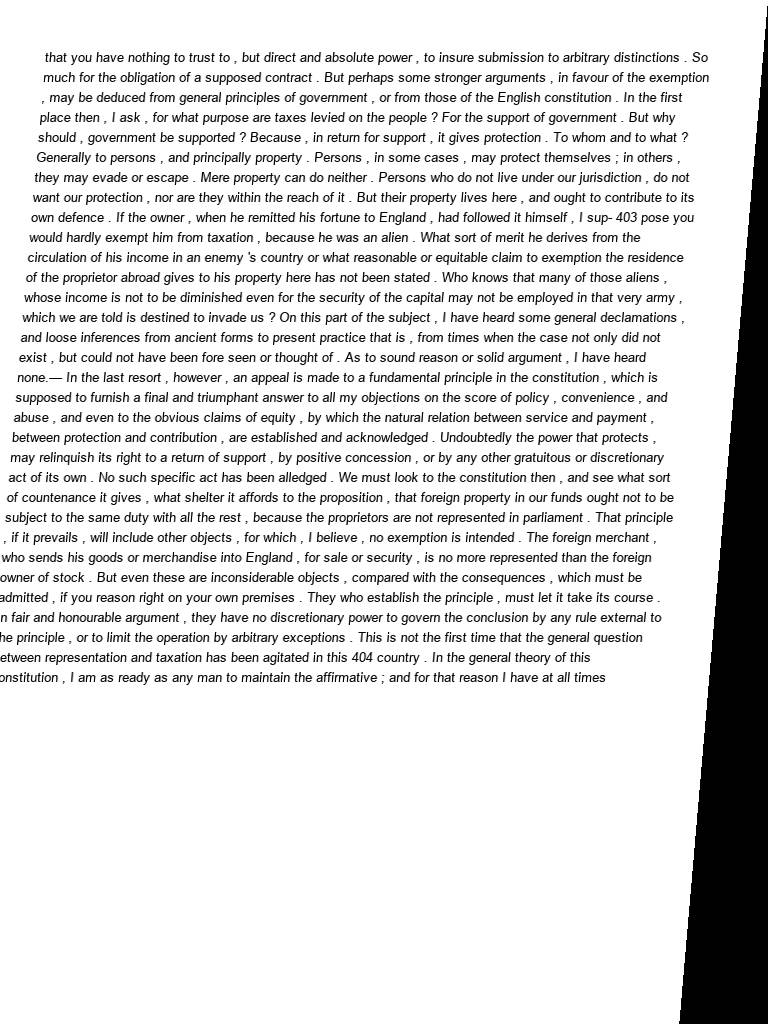 that you have nothing to trust to , but direct and absolute power , to insure submission to arbitrary distinctions . So
much for the obligation of a supposed contract . But perhaps some stronger arguments , in favour of the exemption
, may be deduced from general principles of government , or from those of the English constitution . In the first
place then , I ask , for what purpose are taxes levied on the people ? For the support of government . But why
should , government be supported ? Because , in return for support , it gives protection . To whom and to what ?
Generally to persons , and principally property . Persons , in some cases , may protect themselves ; in others ,
they may evade or escape . Mere property can do neither . Persons who do not live under our jurisdiction , do not
want our protection , nor are they within the reach of it . But their property lives here , and ought to contribute to its
own defence . If the owner , when he remitted his fortune to England , had followed it himself , I sup- 403 pose you
would hardly exempt him from taxation , because he was an alien . What sort of merit he derives from the
circulation of his income in an enemy 's country or what reasonable or equitable claim to exemption the residence
of the proprietor abroad gives to his property here has not been stated . Who knows that many of those aliens ,
whose income is not to be diminished even for the security of the capital may not be employed in that very army ,
which we are told is destined to invade us ? On this part of the subject , I have heard some general declamations ,
and loose inferences from ancient forms to present practice that is , from times when the case not only did not
exist , but could not have been fore seen or thought of . As to sound reason or solid argument , I have heard
none.— In the last resort , however , an appeal is made to a fundamental principle in the constitution , which is
supposed to furnish a final and triumphant answer to all my objections on the score of policy , convenience , and
abuse , and even to the obvious claims of equity , by which the natural relation between service and payment ,
between protection and contribution , are established and acknowledged . Undoubtedly the power that protects ,
may relinquish its right to a return of support , by positive concession , or by any other gratuitous or discretionary
act of its own . No such specific act has been alledged . We must look to the constitution then , and see what sort
of countenance it gives , what shelter it affords to the proposition , that foreign property in our funds ought not to be
subject to the same duty with all the rest , because the proprietors are not represented in parliament . That principle
, if it prevails , will include other objects , for which , I believe , no exemption is intended . The foreign merchant ,
who sends his goods or merchandise into England , for sale or security , is no more represented than the foreign
owner of stock . But even these are inconsiderable objects , compared with the consequences , which must be
admitted , if you reason right on your own premises . They who establish the principle , must let it take its course .
n fair and honourable argument , they have no discretionary power to govern the conclusion by any rule external to
he principle , or to limit the operation by arbitrary exceptions . This is not the first time that the general question
etween representation and taxation has been agitated in this 404 country . In the general theory of this
onstitution , I am as ready as any man to maintain the affirmative ; and for that reason I have at all times